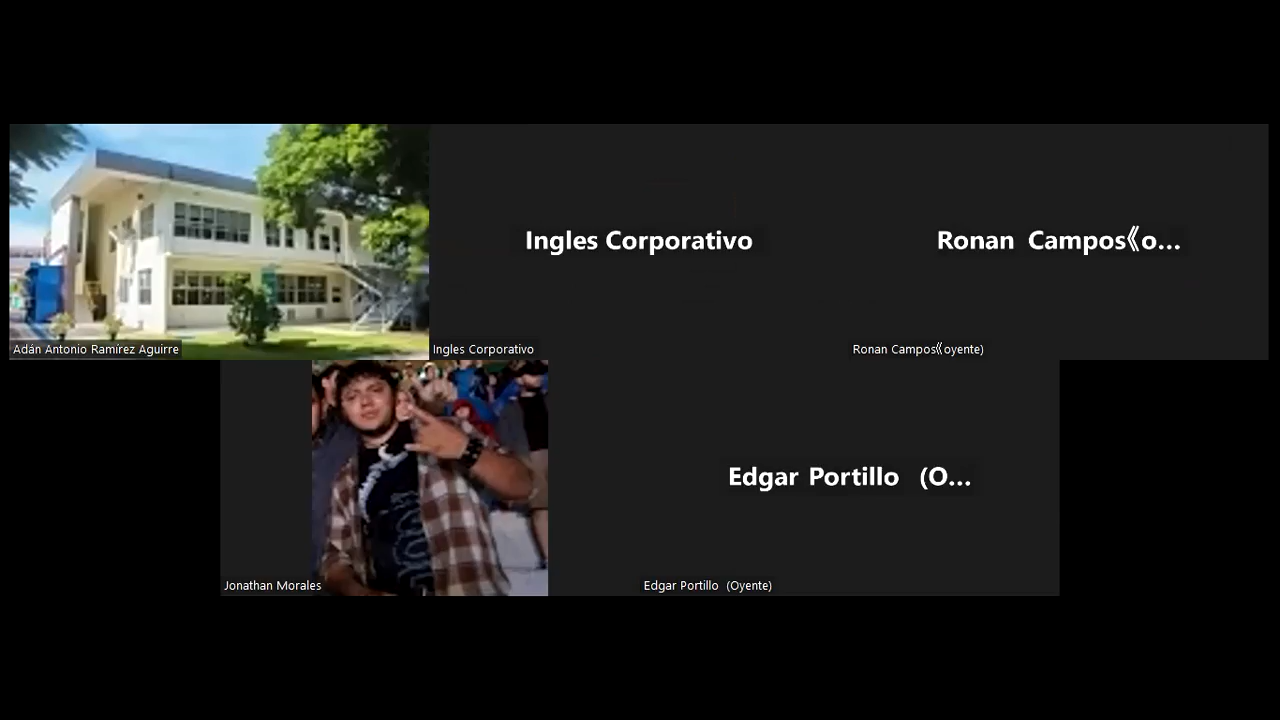 Ingles Corporativo
Ronan Campos《o...
Adán Antonio Ramírez Aguirre
Ingles Corporativo
Ronan Campos《oyente)
Edgar Portillo (O...
Jonathan Morales
Edgar Portillo (Oyente)